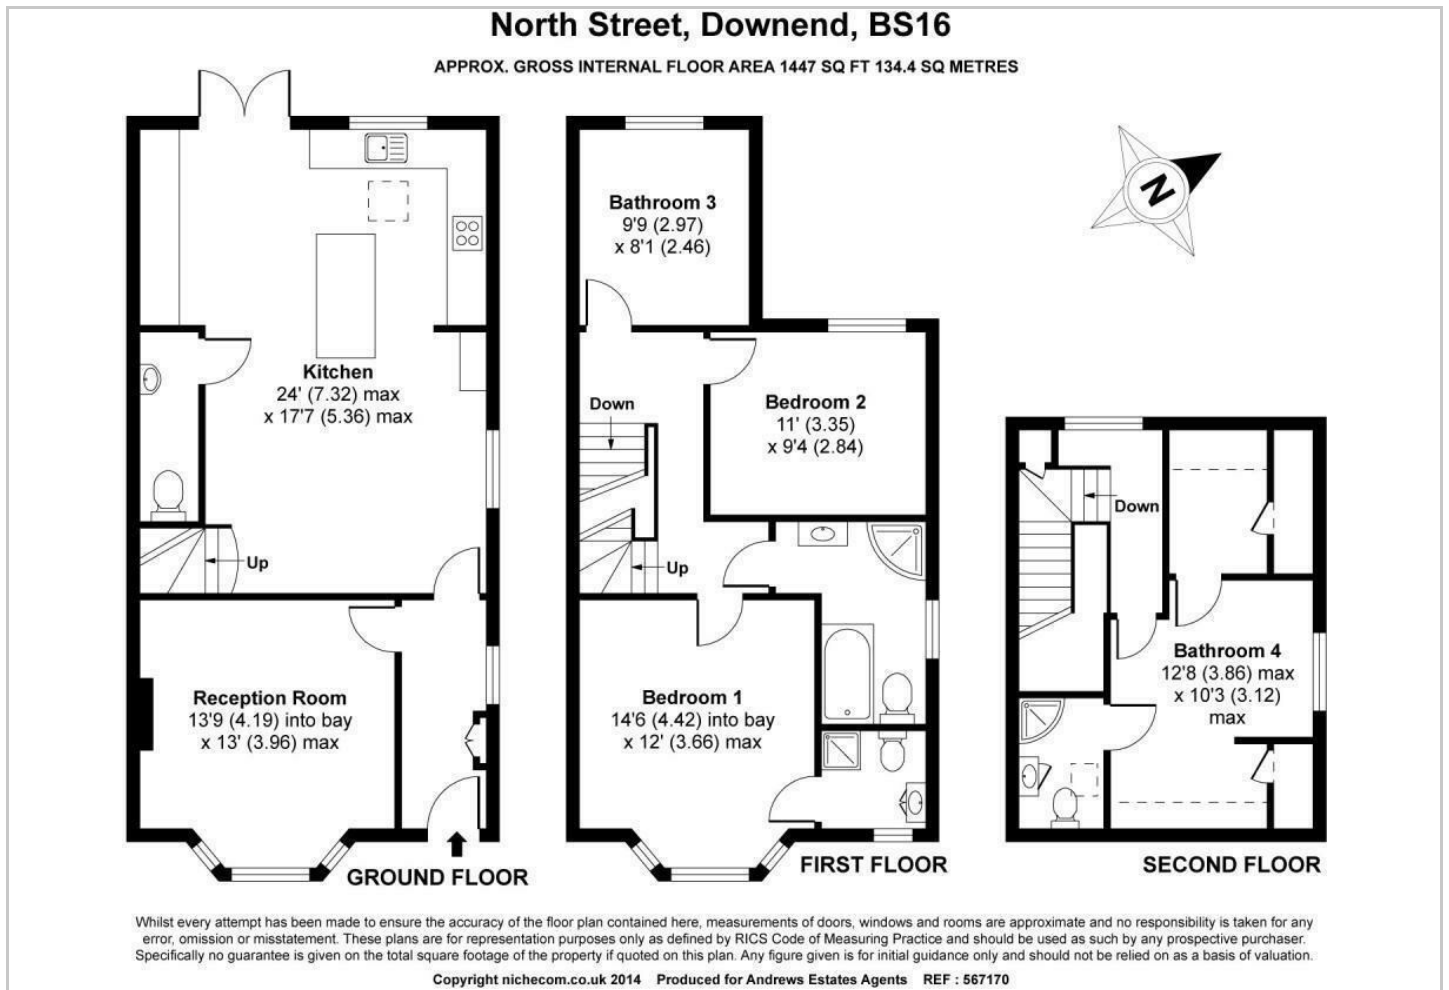 North Street, Downend, BS16
APPROX. GROSS INTERNAL FLOOR AREA 1447 SQ FT 134.4 SQ METRES
Kitchen
24' (7.32) max
x 17'7 (5.36) max
Up
Reception Room
13'9 (4.19) into bay
x 13' (3.96) max
GROUND FLOOR
Bathroom 3
9'9 (2.97)
x 8'1 (2.46)
Down
Bedroom 2
11' (3.35)
x 9'4 (2.84)
Up
Bedroom 1
14'6 (4.42) into bay
x 12' (3.66) max
FIRST FLOOR
N
Down
Bathroom 4
12'8 (3.86) max
x 10'3 (3.12)
max
SECOND FLOOR
Whilst every attempt has been made to ensure the accuracy of the floor plan contained here, measurements of doors, windows and rooms are approximate and no responsibility is taken for any
error, omission or misstatement. These plans are for representation purposes only as defined by RICS Code of Measuring Practice and should be used as such by any prospective purchaser.
Specifically no guarantee is given on the total square footage of the property if quoted on this plan. Any figure given is for initial guidance only and should not be relied on as a basis of valuation.
Copyright nichecom.co.uk 2014 Produced for Andrews Estates Agents REF : 567170